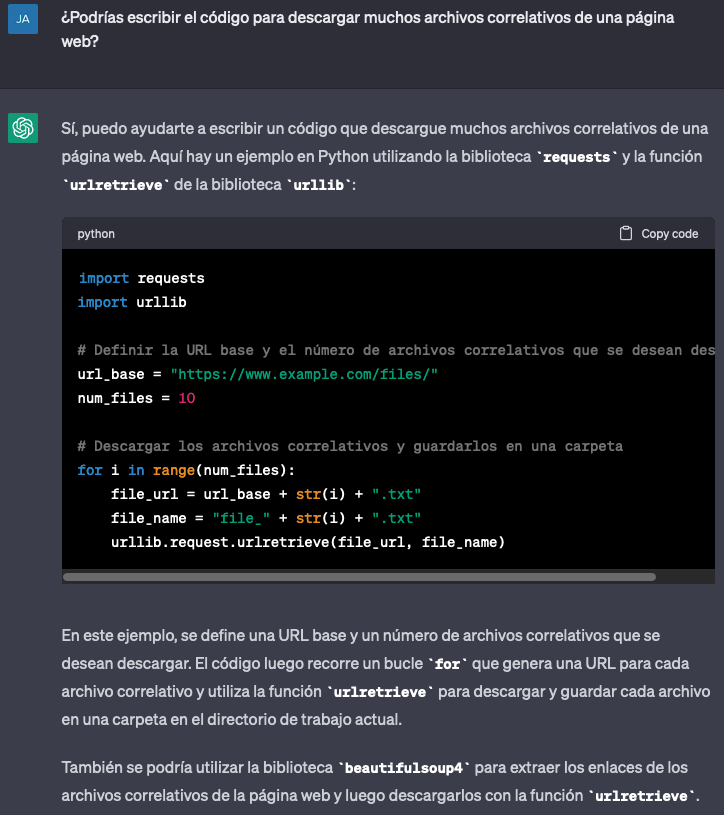 JA
¿Podrías escribir el código para descargar muchos archivos correlativos de una página
web?
Sí, puedo ayudarte a escribir un código que descargue muchos archivos correlativos de una
página web. Aquí hay un ejemplo en Python utilizando la biblioteca `requests` y la función
`urlretrieve` de la biblioteca `urllib`:
python
Copy code
import requests
import urllib
# Definir la URL base y el número de archivos correlativos que se desean des
url_base = "https://www.example.com/files/"
num_files = 10
# Descargar los archivos correlativos y guardarlos en una carpeta
for i in range(num_files):
    file_url = url_base + str(i) + ".txt"
    file_name = "file_" + str(i) + ".txt"
    urllib.request.urlretrieve(file_url, file_name)
En este ejemplo, se define una URL base y un número de archivos correlativos que se
desean descargar. El código luego recorre un bucle `for` que genera una URL para cada
archivo correlativo y utiliza la función `urlretrieve` para descargar y guardar cada archivo
en una carpeta en el directorio de trabajo actual.
También se podría utilizar la biblioteca `beautifulsoup4` para extraer los enlaces de los
archivos correlativos de la página web y luego descargarlos con la función `urlretrieve`.